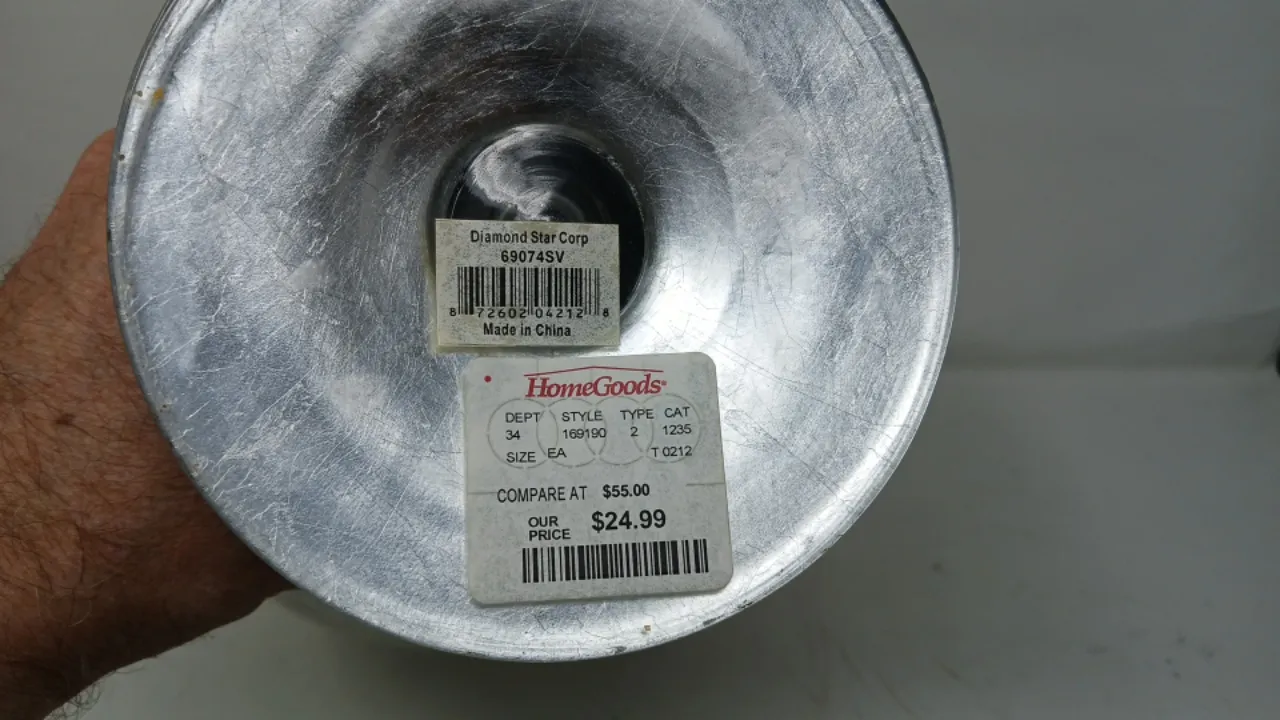 Diamond Star Corp
69074SV
8 72602 04212 8
Made in China
HomeGoods
DEPT STYLE TYPE CAT
34 169190 2 1235
SIZE EA T 0212
COMPARE AT $55.00
OUR PRICE $24.99